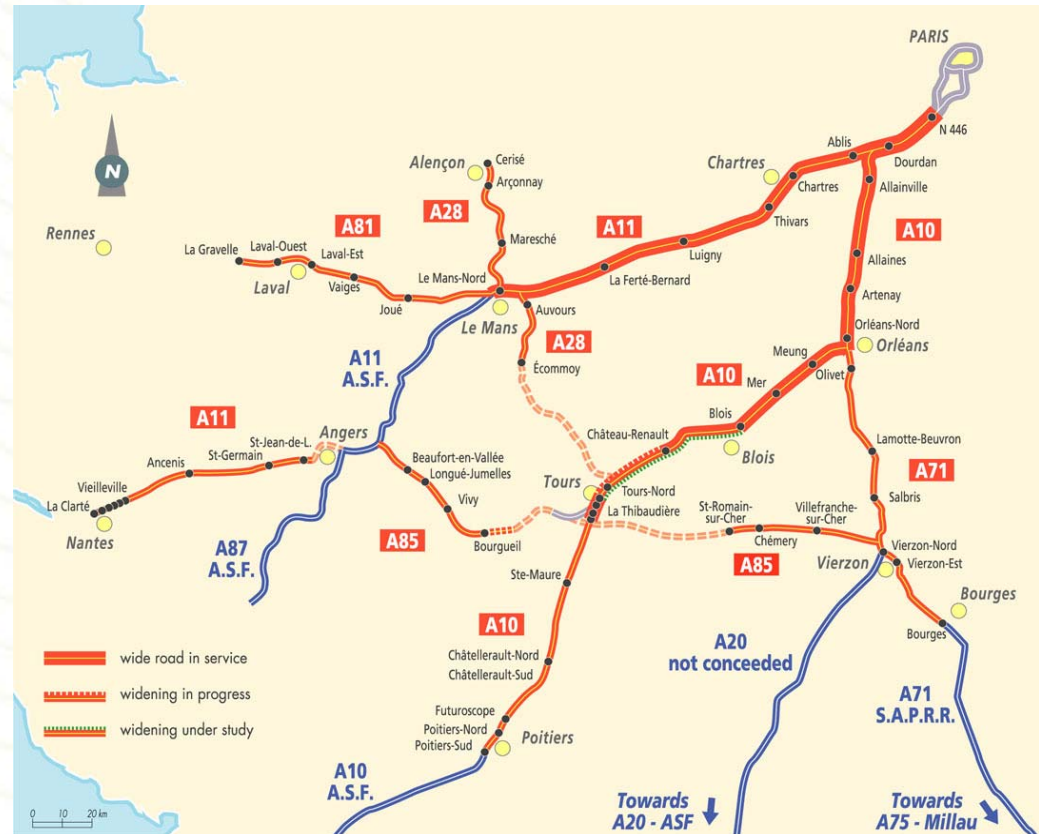 PARIS
N 446
Ablis
Dourdan
Chartres
Chartres
Allainville
Thivars
A10
Alençon
Cerisé
Arçonnay
A28
Maresché
A11
Luigny
La Ferté-Bernard
Allaines
Artenay
Rennes
A81
La Gravelle
Laval-Ouest
Laval-Est
Laval
Vaiges
Joué
Le Mans-Nord
Le Mans
Auvours
A28
Écommoy
Orléans-Nord
Orléans
Meung
Olivet
Mer
A10
Blois
Blois
Château-Renault
A11
A.S.F.
A11
Angers
St-Jean-de-L.
St-Germain
Ancenis
Vieilleville
La Clarté
Nantes
Beaufort-en-Vallée
Longué-Jumelles
Vivy
A85
Bourgueil
A87
A.S.F.
Tours
Tours-Nord
La Thibaudière
Lamotte-Beuvron
A71
Salbris
St-Romain-
sur-Cher
Villefranche-
sur-Cher
Chémery
A85
Vierzon-Nord
Vierzon-Est
Vierzon
Bourges
Bourges
Ste-Maure
A10
Châtellerault-Nord
Châtellerault-Sud
Futuroscope
Poitiers-Nord
Poitiers-Sud
Poitiers
A10
A.S.F.
A20
not conceeded
A71
S.A.P.R.R.
Towards
A20 - ASF
Towards
A75 - Millau
N
wide road in service
widening in progress
widening under study
0 10 20 km